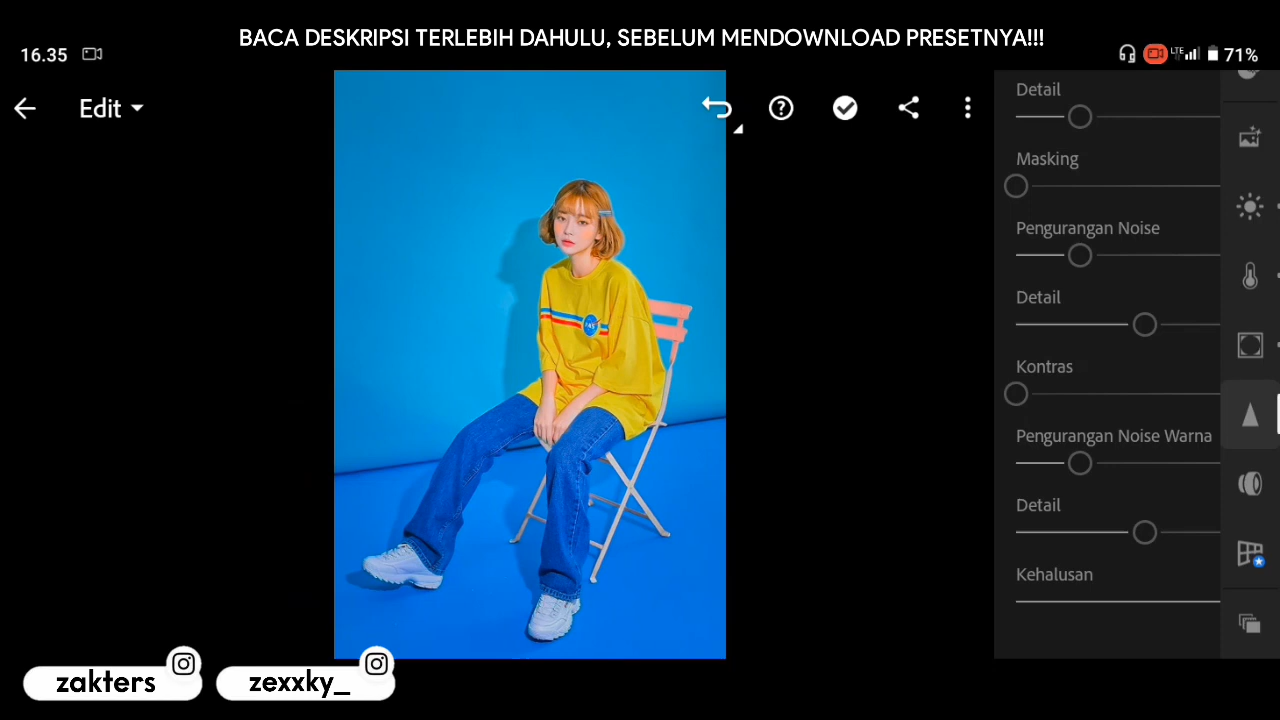 BACA DESKRIPSI TERLEBIH DAHULU, SEBELUM MENDOWNLOAD PRESETNYA!!!
16.35
LTE
71%
Edit
Detail
Masking
Pengurangan Noise
Detail
Kontras
Pengurangan Noise Warna
Detail
Kehalusan
zakters
zexxky_